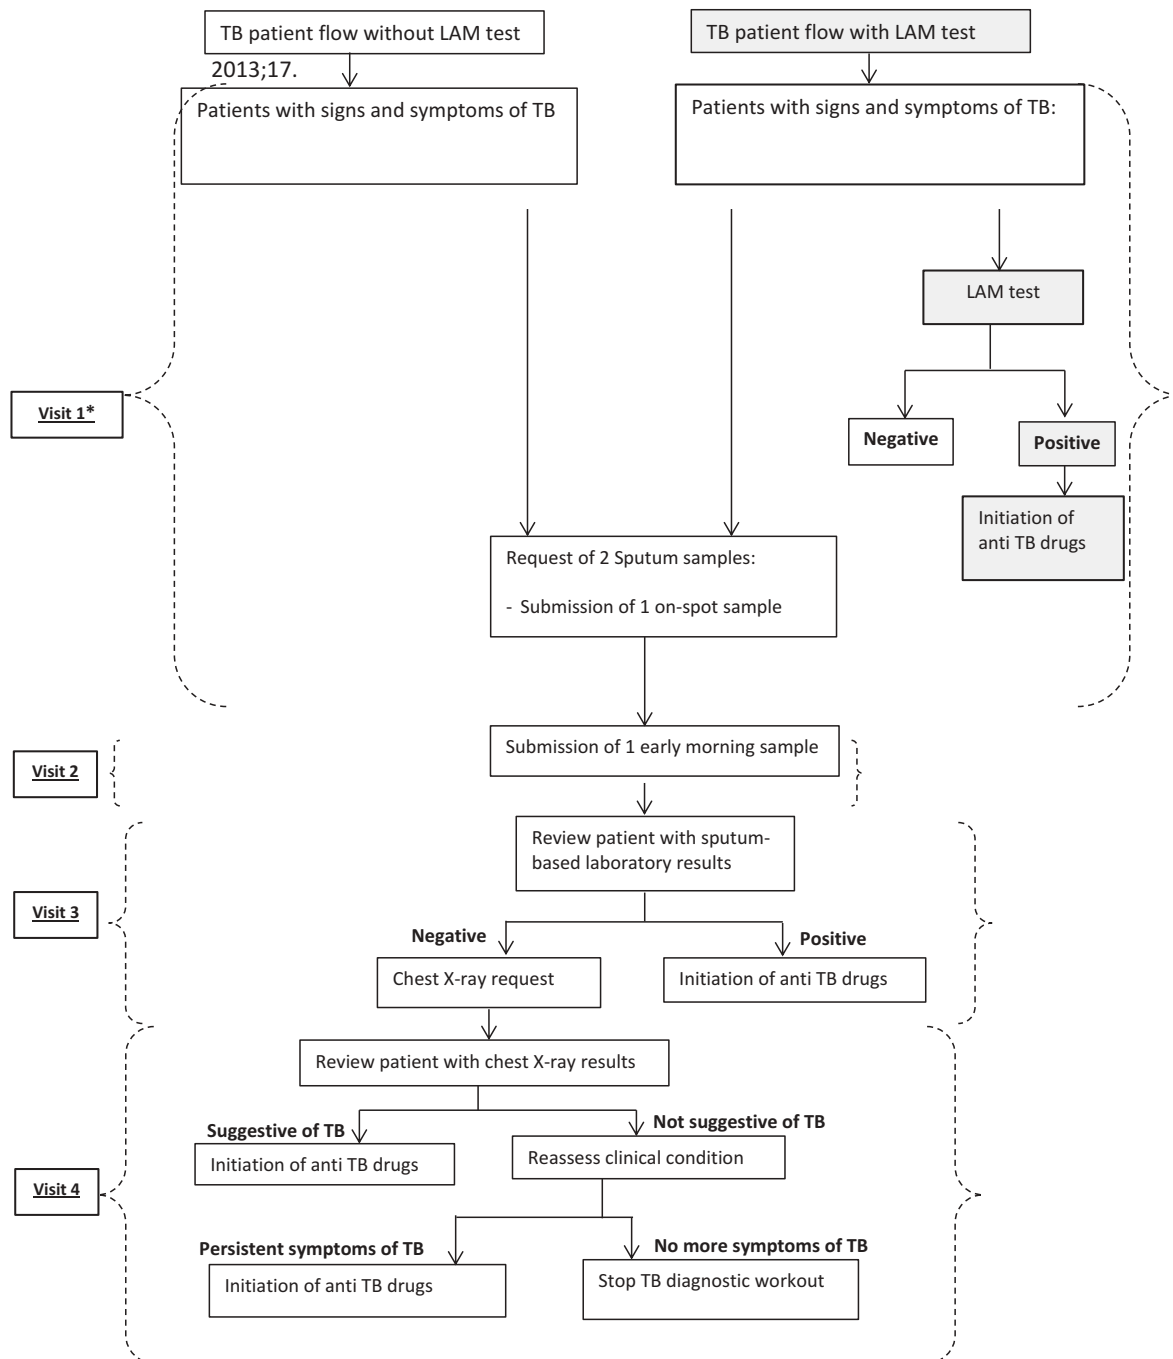 TB patient flow without LAM test
TB patient flow with LAM test
2013;17.
Patients with signs and symptoms of TB
Patients with signs and symptoms of TB:
LAM test
Visit 1*
Negative
Positive
Initiation of
anti TB drugs
Request of 2 Sputum samples:
- Submission of 1 on-spot sample
Visit 2
Submission of 1 early morning sample
Review patient with sputum-
based laboratory results
Visit 3
Negative
Positive
Chest X-ray request
Initiation of anti TB drugs
Review patient with chest X-ray results
Suggestive of TB
Not suggestive of TB
Initiation of anti TB drugs
Reassess clinical condition
Visit 4
Persistent symptoms of TB
No more symptoms of TB
Initiation of anti TB drugs
Stop TB diagnostic workout